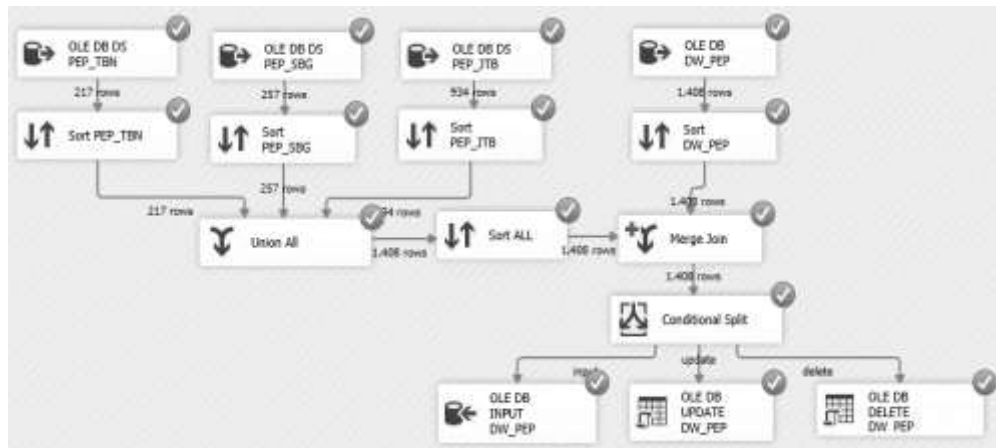 OLE DB DS
PEP_TBN
OLE DB DS
PEP_SBG
OLE DB DS
PEP_JTB
OLE DB
DW_PEP
217 rows
257 rows
934 rows
1.408 rows
Sort PEP_TBN
Sort
PEP_SBG
Sort
PEP_JTB
Sort
DW_PEP
217 rows
257 rows
34 rows
1.408 rows
Union All
1.408 rows
Sort ALL
1.408 rows
Merge Join
1.408 rows
Conditional Split
input
update
delete
OLE DB
INPUT
DW_PEP
OLE DB
UPDATE
DW_PEP
OLE DB
DELETE
DW_PEP